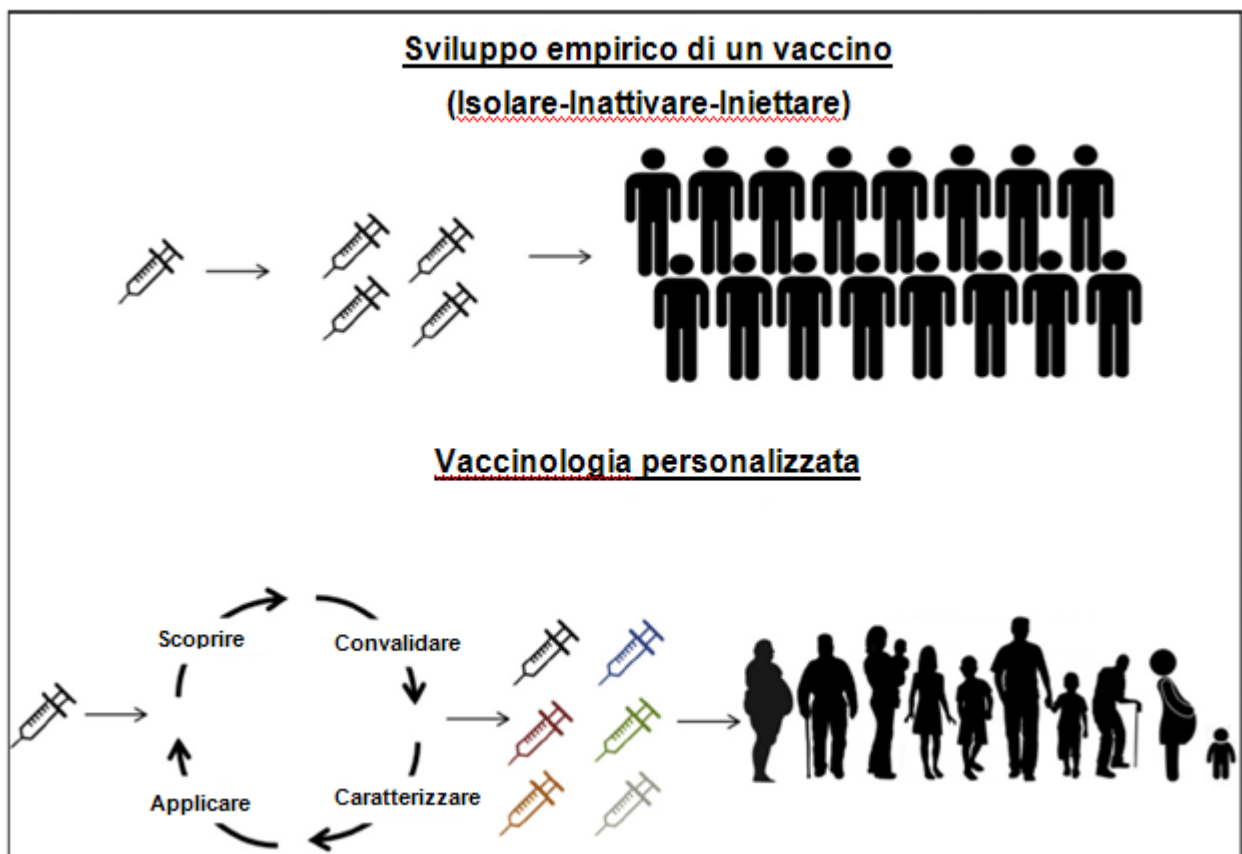 Sviluppo empirico di un vaccino
(Isolare-Inattivare-Iniettare)
Vaccinologia personalizzata
Scoprire
Convalidare
Applicare
Caratterizzare